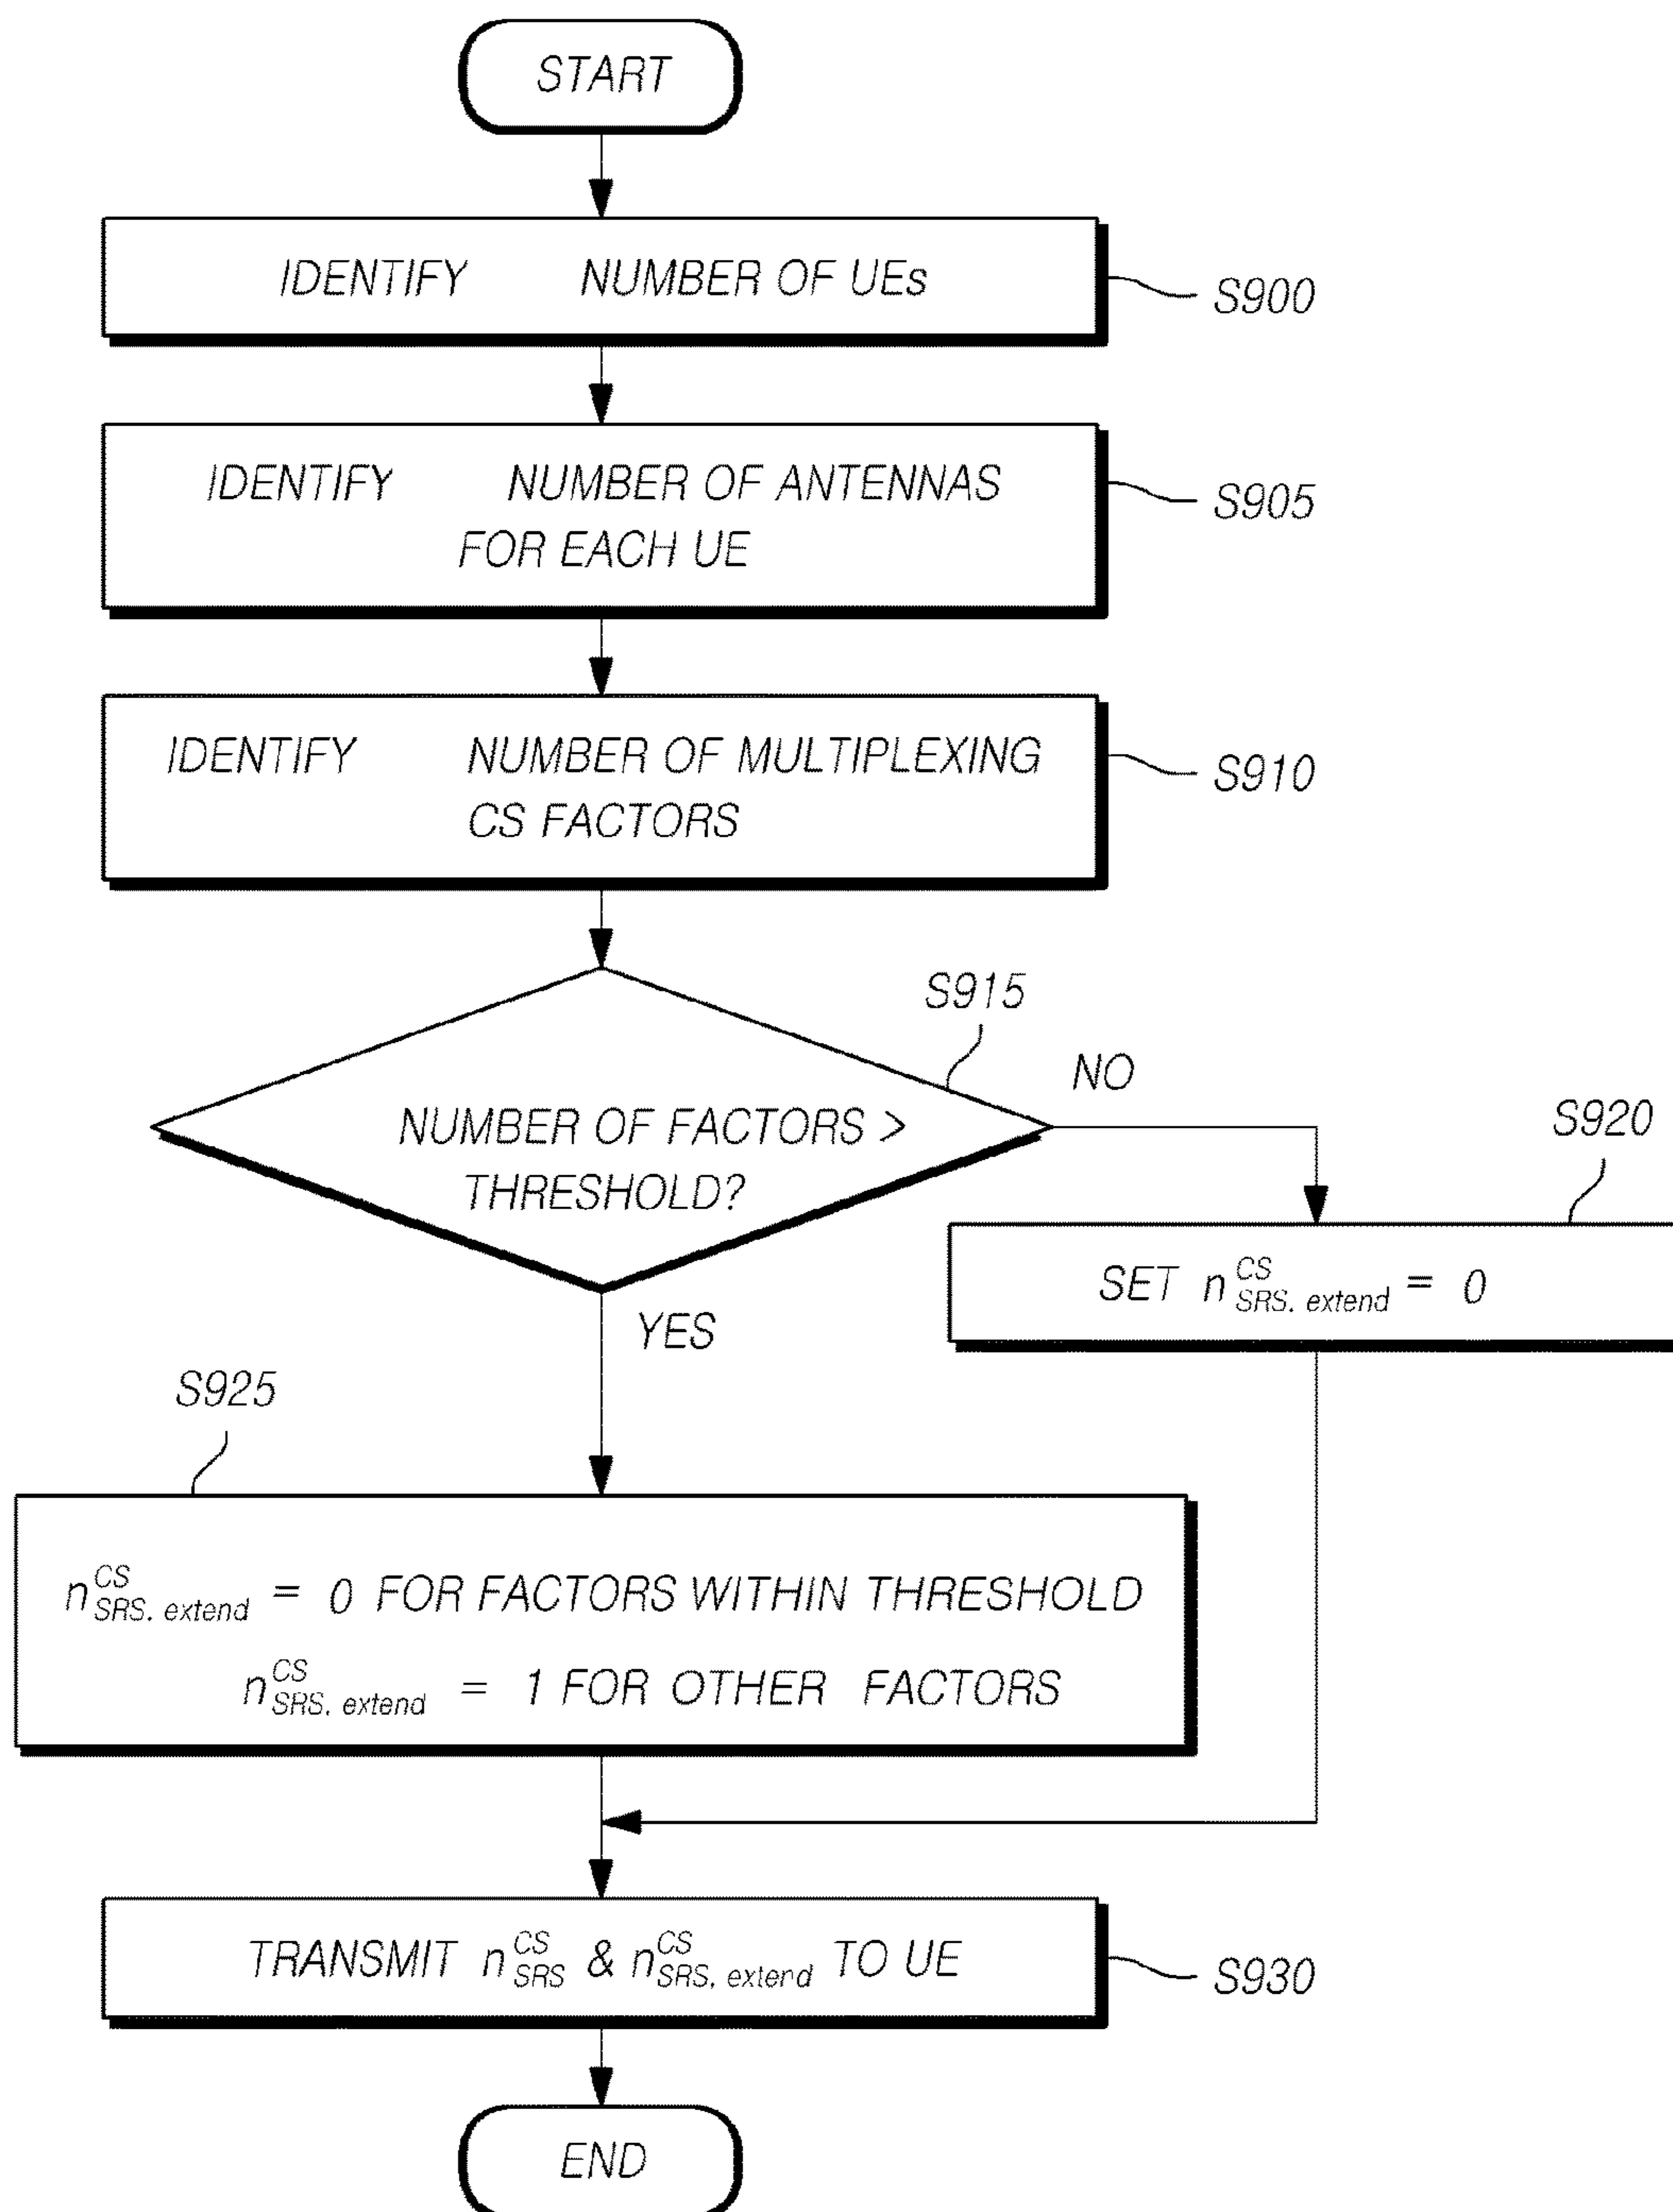 START
IDENTIFY NUMBER OF UEs
S900
IDENTIFY NUMBER OF ANTENNAS
FOR EACH UE
S905
IDENTIFY NUMBER OF MULTIPLEXING
CS FACTORS
S910
S915
NUMBER OF FACTORS >
THRESHOLD?
NO
YES
S920
SET n^{CS}_{SRS, extend} = 0
S925
n^{CS}_{SRS, extend} = 0 FOR FACTORS WITHIN THRESHOLD
n^{CS}_{SRS, extend} = 1 FOR OTHER FACTORS
TRANSMIT n^{CS}_{SRS} & n^{CS}_{SRS, extend} TO UE
S930
END